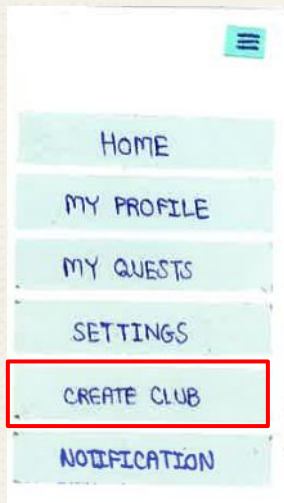 HOME
MY PROFILE
MY QUESTS
SETTINGS
CREATE CLUB
NOTIFICATION